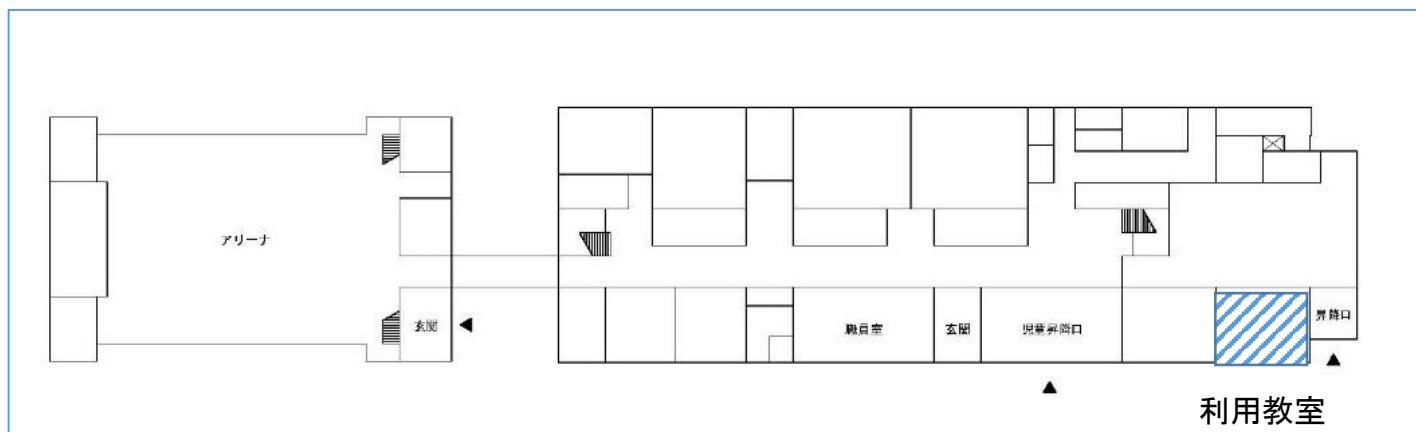 アリーナ
玄関
職員室
玄関
児童昇降口
昇降口
利用教室